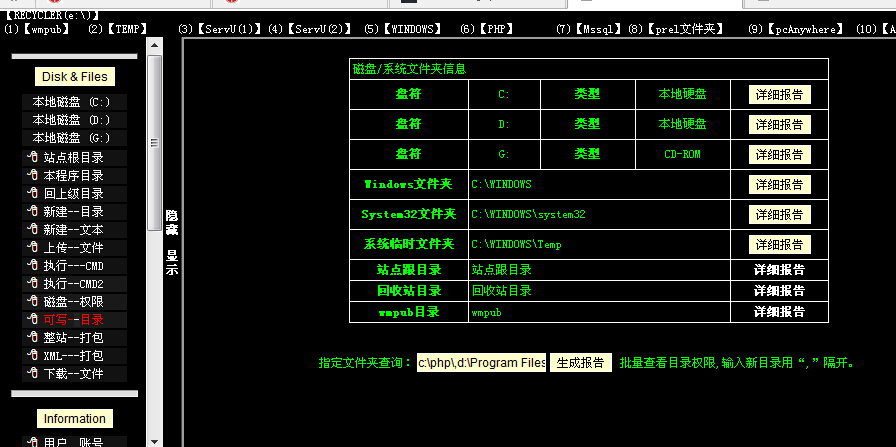 【RECYCLER(e:\)】
(1)【wmpub】 (2)【TEMP】 (3)【ServU(1)】(4)【ServU(2)】 (5)【WINDOWS】 (6)【PHP】 (7)【Mssql】(8)【prel文件夹】 (9)【pcAnywhere】 (10)【A
Disk & Files
本地磁盘 (C:)
本地磁盘 (D:)
本地磁盘 (G:)
站点根目录
本程序目录
回上级目录
新建--目录
新建--文本
上传--文件
执行---CMD
执行--CMD2
磁盘--权限
可写--目录
整站--打包
XML---打包
下载--文件
Information
用户__账号
隐藏
显示
磁盘/系统文件夹信息
盘符 C: 类型 本地硬盘 详细报告
盘符 D: 类型 本地硬盘 详细报告
盘符 G: 类型 CD-ROM 详细报告
Windows文件夹 C:\WINDOWS 详细报告
System32文件夹 C:\WINDOWS\system32 详细报告
系统临时文件夹 C:\WINDOWS\Temp 详细报告
站点跟目录 站点跟目录 详细报告
回收站目录 回收站目录 详细报告
wmpub目录 wmpub 详细报告
指定文件夹查询： c:\php\,d:\Program Files 生成报告 批量查看目录权限,输入新目录用“,”隔开。